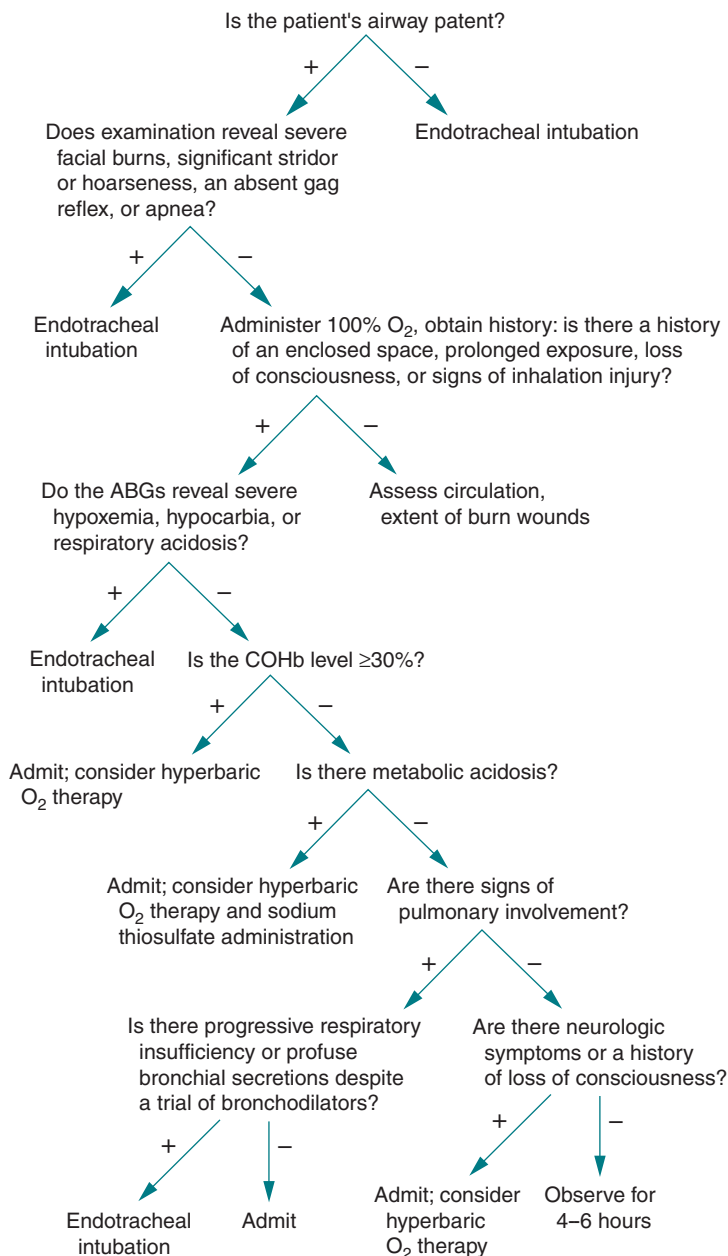 Is the patient's airway patent?
+ −
Does examination reveal severe
facial burns, significant stridor
or hoarseness, an absent gag
reflex, or apnea?
Endotracheal intubation
+ −
Endotracheal
intubation
Administer 100% O₂, obtain history: is there a history
of an enclosed space, prolonged exposure, loss
of consciousness, or signs of inhalation injury?
+ −
Do the ABGs reveal severe
hypoxemia, hypocarbia, or
respiratory acidosis?
Assess circulation,
extent of burn wounds
+ −
Endotracheal
intubation
Is the COHb level ≥30%?
+ −
Admit; consider hyperbaric
O₂ therapy
Is there metabolic acidosis?
+ −
Admit; consider hyperbaric
O₂ therapy and sodium
thiosulfate administration
Are there signs of
pulmonary involvement?
+ −
Is there progressive respiratory
insufficiency or profuse
bronchial secretions despite
a trial of bronchodilators?
Are there neurologic
symptoms or a history
of loss of consciousness?
+ −
+ −
Endotracheal
intubation
Admit
Admit; consider
hyperbaric
O₂ therapy
Observe for
4–6 hours